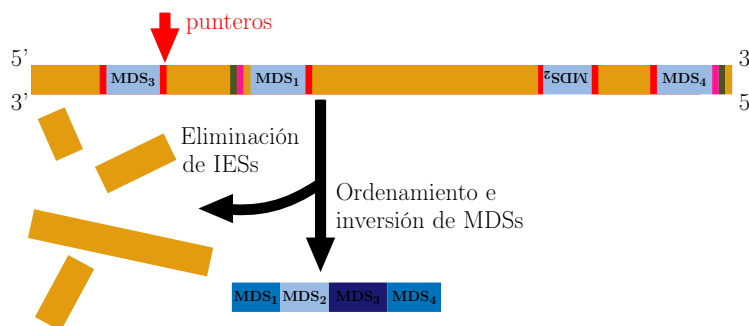 punteros
5' MDS3 MDS1 MDS2 MDS4 3
3' 5
Eliminación
de IESs
Ordenamiento e
inversión de MDSs
MDS1 MDS2 MDS3 MDS4